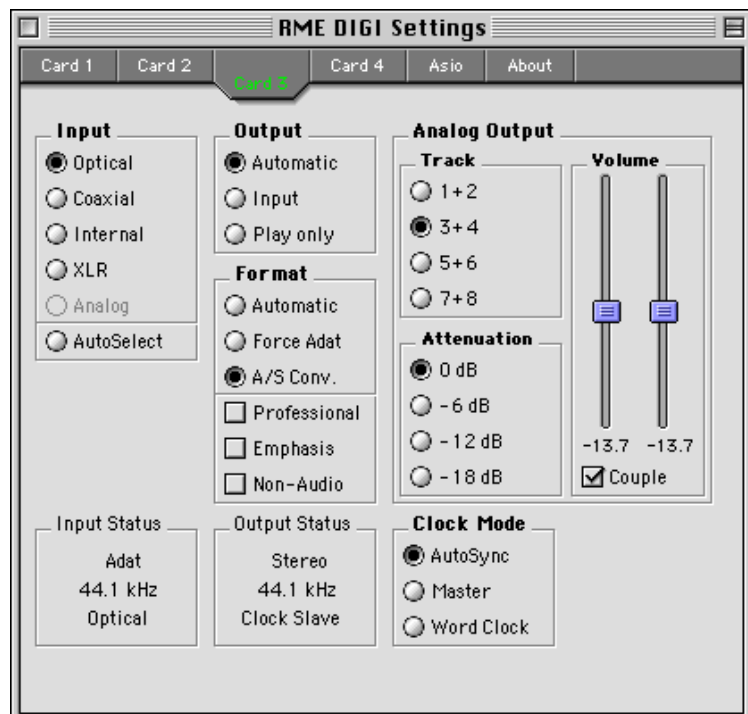 RME DIGI Settings
Card 1
Card 2
Card 3
Card 4
Asio
About
Input
Optical
Coaxial
Internal
XLR
Analog
AutoSelect
Output
Automatic
Input
Play only
Format
Automatic
Force Adat
A/S Conv.
Professional
Emphasis
Non-Audio
Analog Output
Track
1+2
3+4
5+6
7+8
Attenuation
0 dB
-6 dB
-12 dB
-18 dB
Volume
-13.7 -13.7
Couple
Input Status
Adat
44.1 kHz
Optical
Output Status
Stereo
44.1 kHz
Clock Slave
Clock Mode
AutoSync
Master
Word Clock